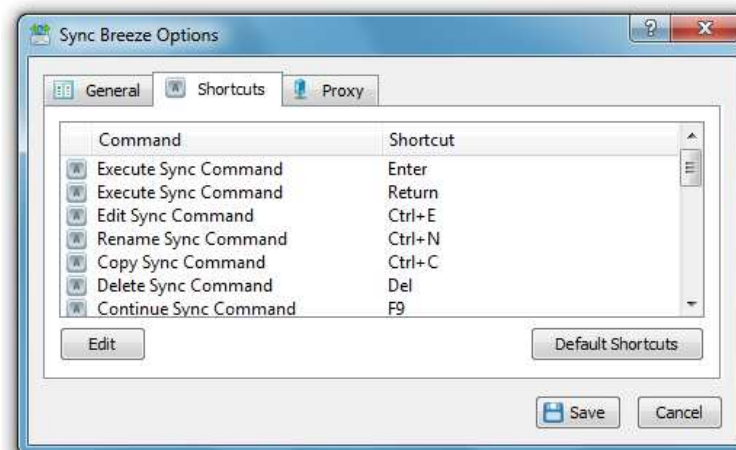 Sync Breeze Options
General Shortcuts Proxy
Command Shortcut
Execute Sync Command Enter
Execute Sync Command Return
Edit Sync Command Ctrl+E
Rename Sync Command Ctrl+N
Copy Sync Command Ctrl+C
Delete Sync Command Del
Continue Sync Command F9
Edit Default Shortcuts
Save Cancel